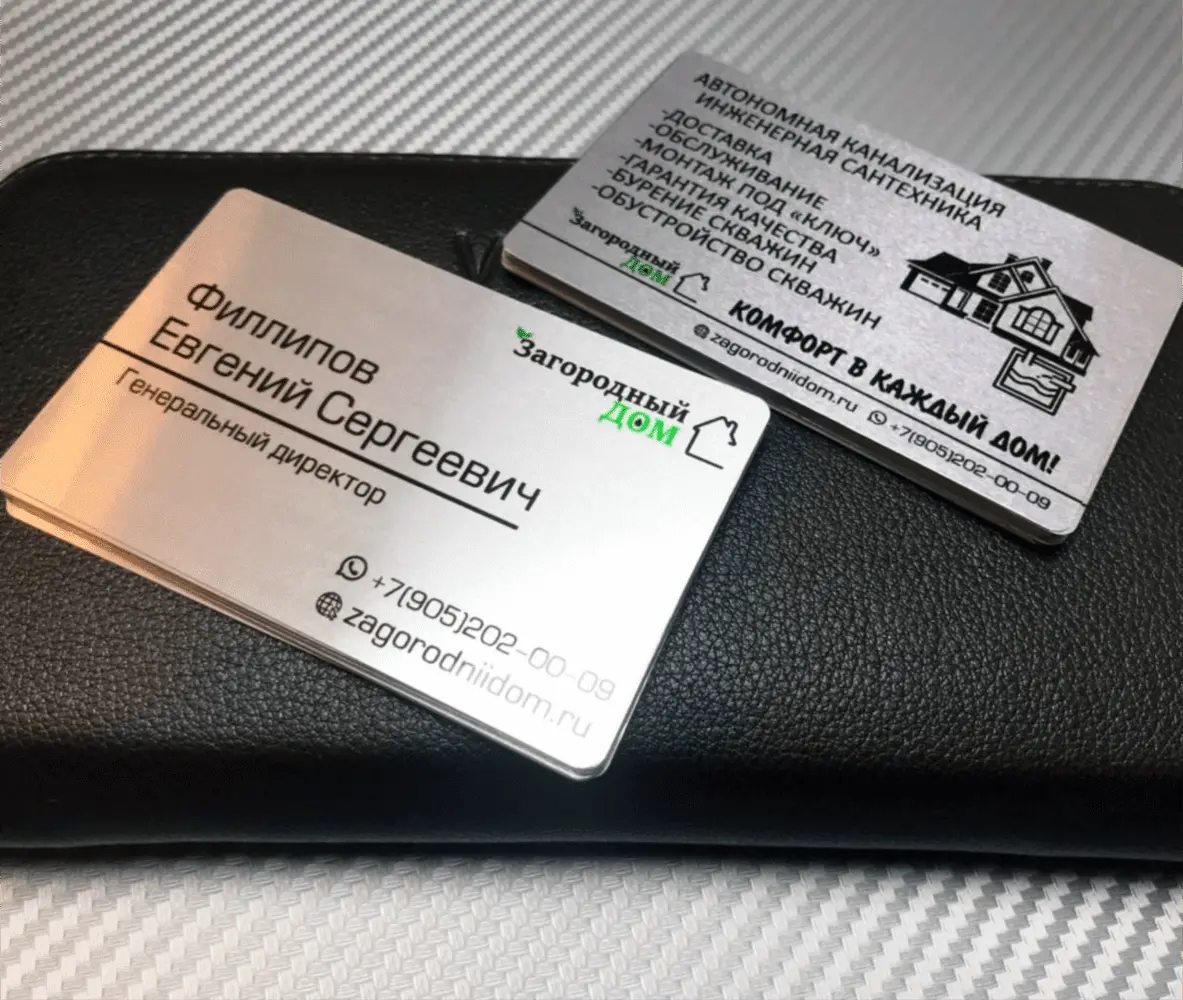 Филлипов
Евгений Сергеевич
Генеральный директор
Загородный
ДОМ
+7(905)202-00-09
zagorodniidom.ru
АВТОНОМНАЯ КАНАЛИЗАЦИЯ
ИНЖЕНЕРНАЯ САНТЕХНИКА
-ДОСТАВКА
-ОБСЛУЖИВАНИЕ
-МОНТАЖ ПОД «КЛЮЧ»
-ГАРАНТИЯ КАЧЕСТВА
-БУРЕНИЕ СКВАЖИН
-ОБУСТРОЙСТВО СКВАЖИН
Загородный
ДОМ
КОМФОРТ В КАЖДЫЙ ДОМ!
zagorodniidom.ru +7(905)202-00-09